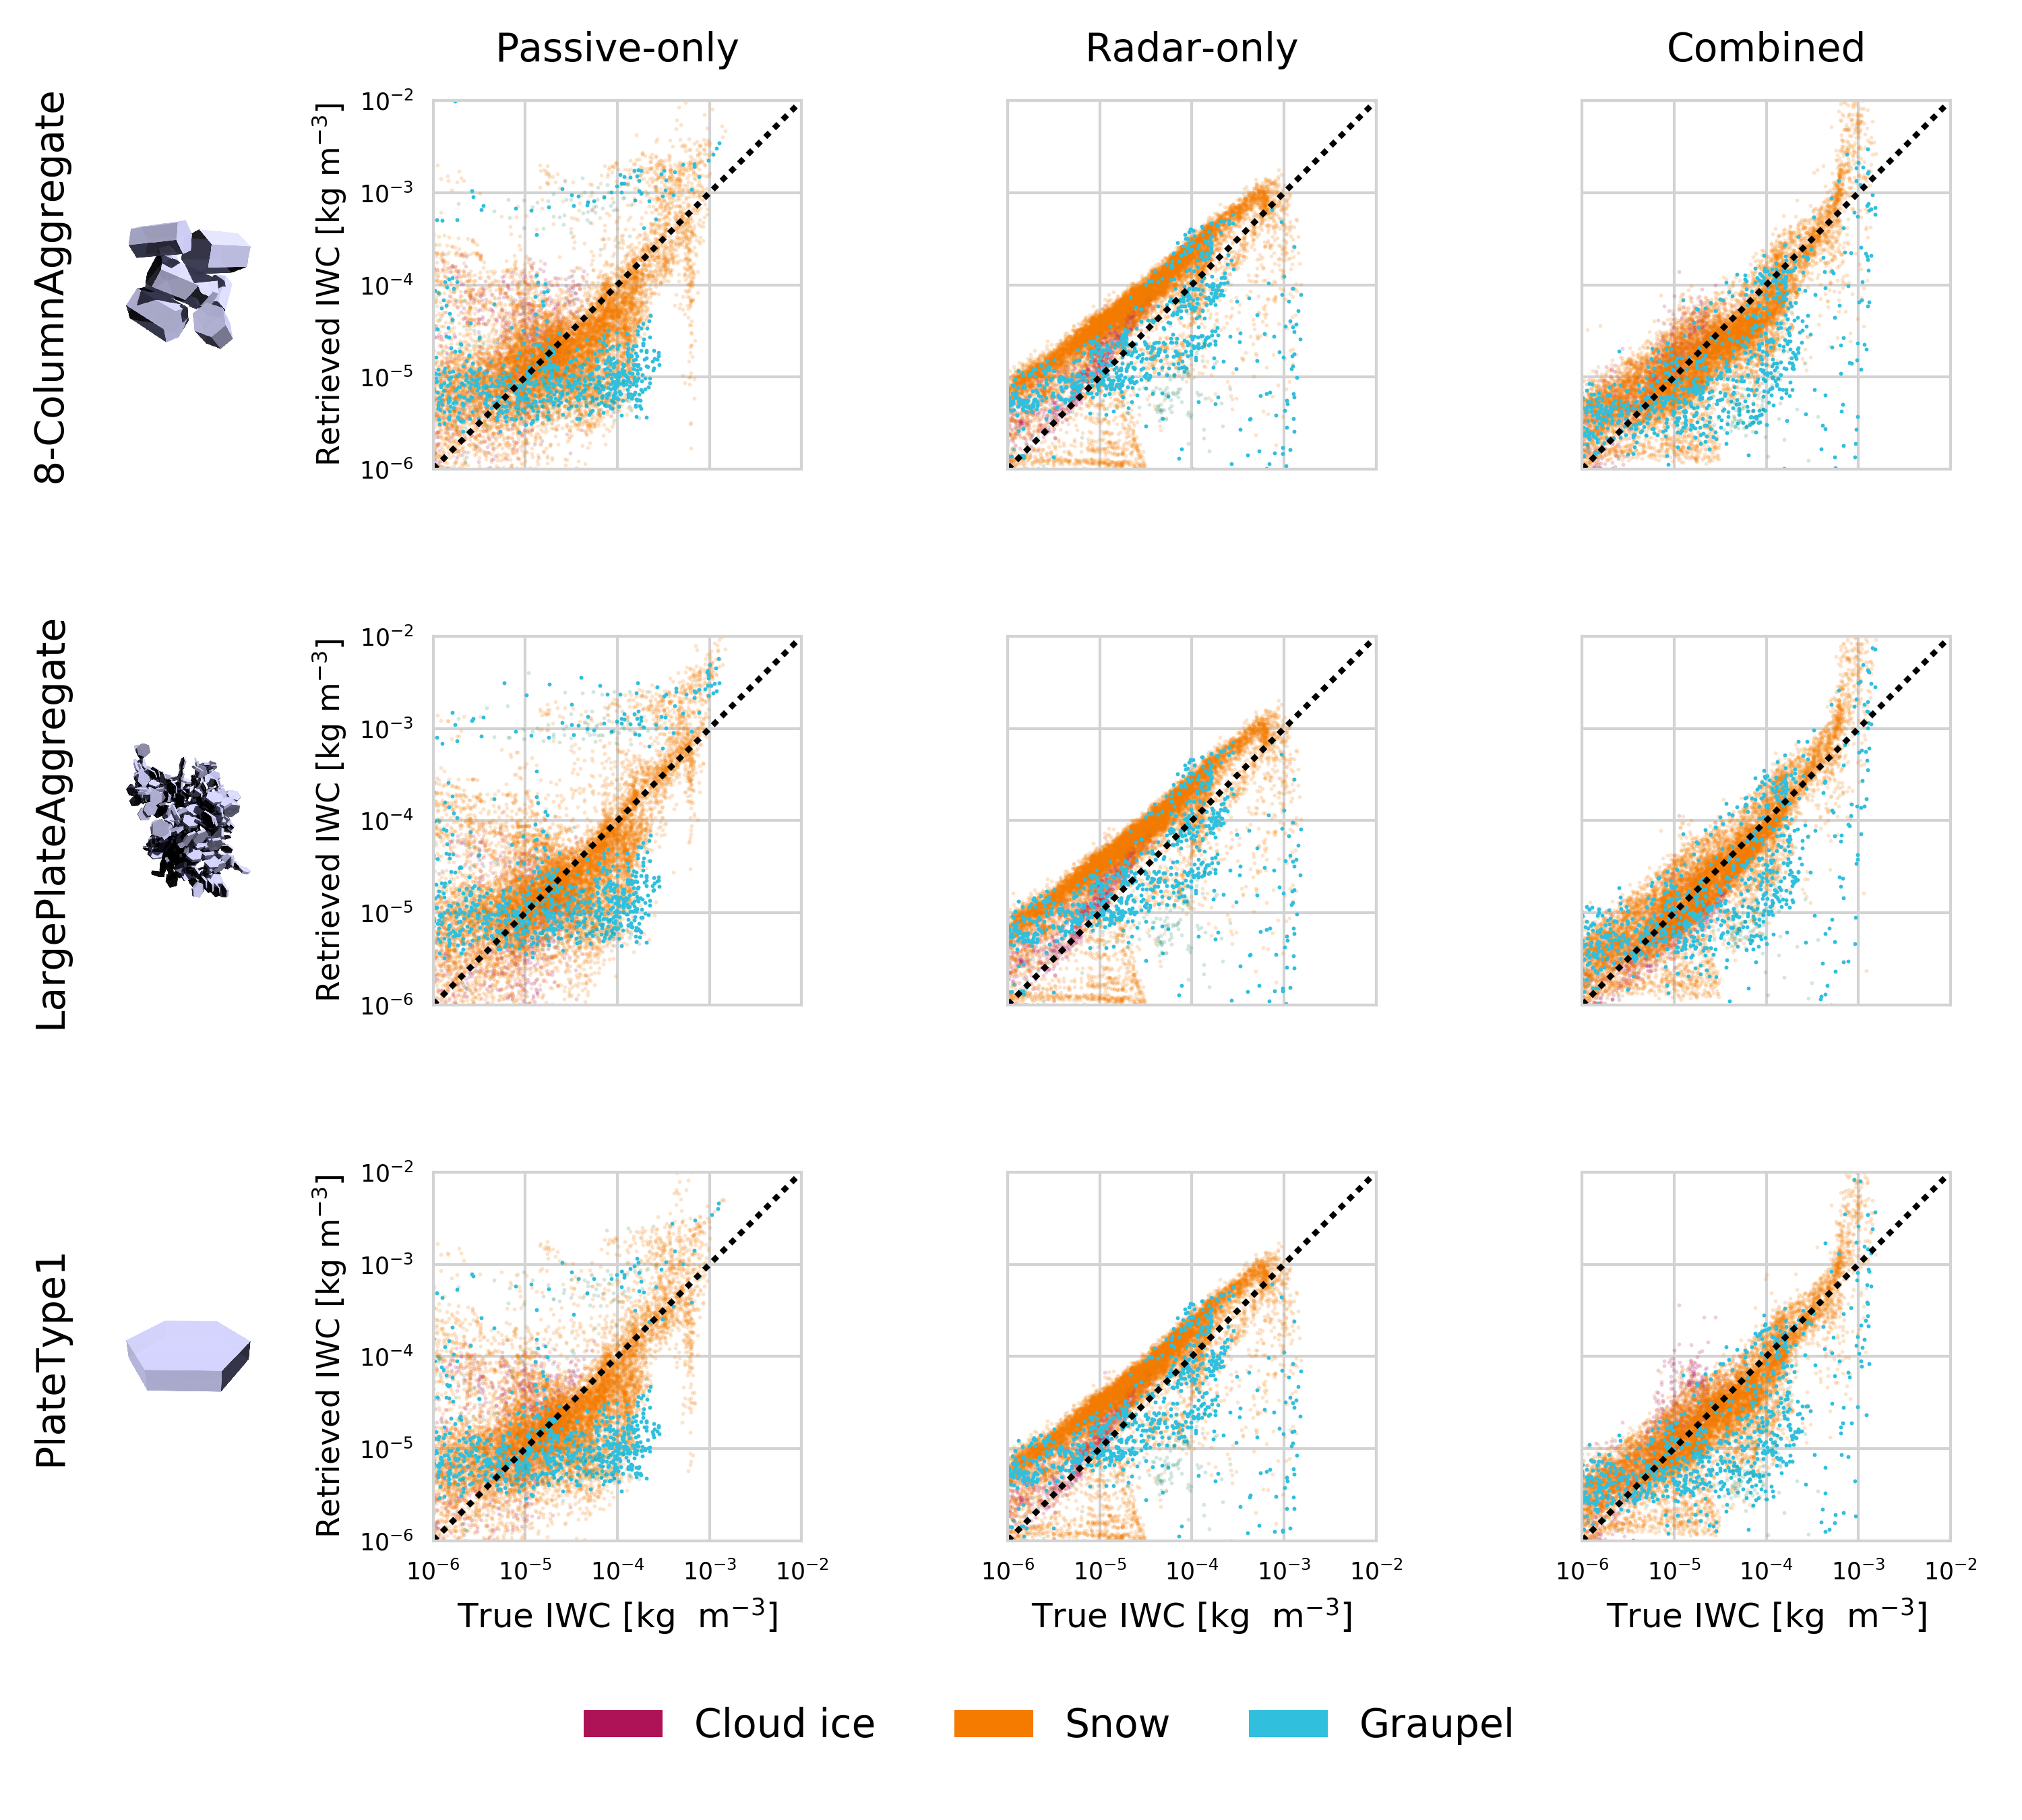 Passive-only Radar-only Combined
8-ColumnAggregate
Retrieved IWC [kg m⁻³]
10⁻²
10⁻³
10⁻⁴
10⁻⁵
10⁻⁶
LargePlateAggregate
Retrieved IWC [kg m⁻³]
10⁻²
10⁻³
10⁻⁴
10⁻⁵
10⁻⁶
PlateType1
Retrieved IWC [kg m⁻³]
10⁻²
10⁻³
10⁻⁴
10⁻⁵
10⁻⁶
10⁻⁶ 10⁻⁵ 10⁻⁴ 10⁻³ 10⁻² 10⁻⁶ 10⁻⁵ 10⁻⁴ 10⁻³ 10⁻² 10⁻⁶ 10⁻⁵ 10⁻⁴ 10⁻³ 10⁻²
True IWC [kg m⁻³] True IWC [kg m⁻³] True IWC [kg m⁻³]
Cloud ice Snow Graupel